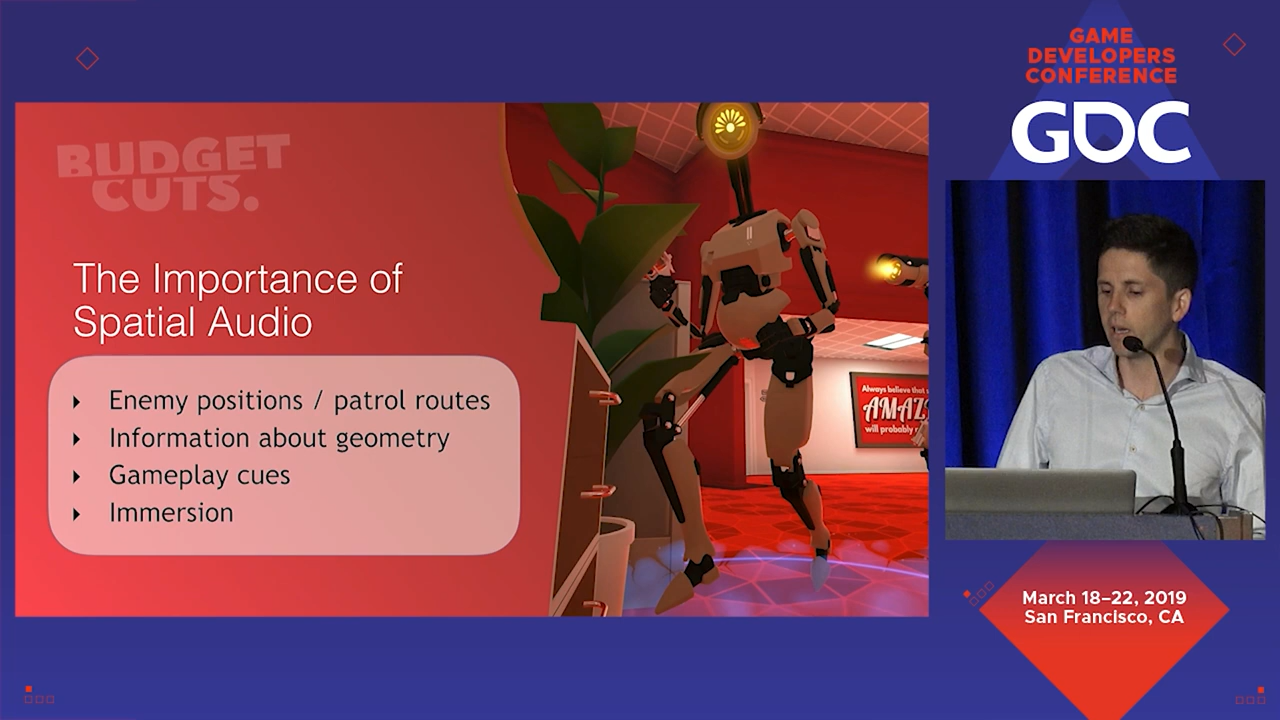 GAME
DEVELOPERS
CONFERENCE
GDC
BUDGET
CUTS.
The Importance of
Spatial Audio
Enemy positions / patrol routes
Information about geometry
Gameplay cues
Immersion
Always believe that
AMAZ
will probably
March 18–22, 2019
San Francisco, CA